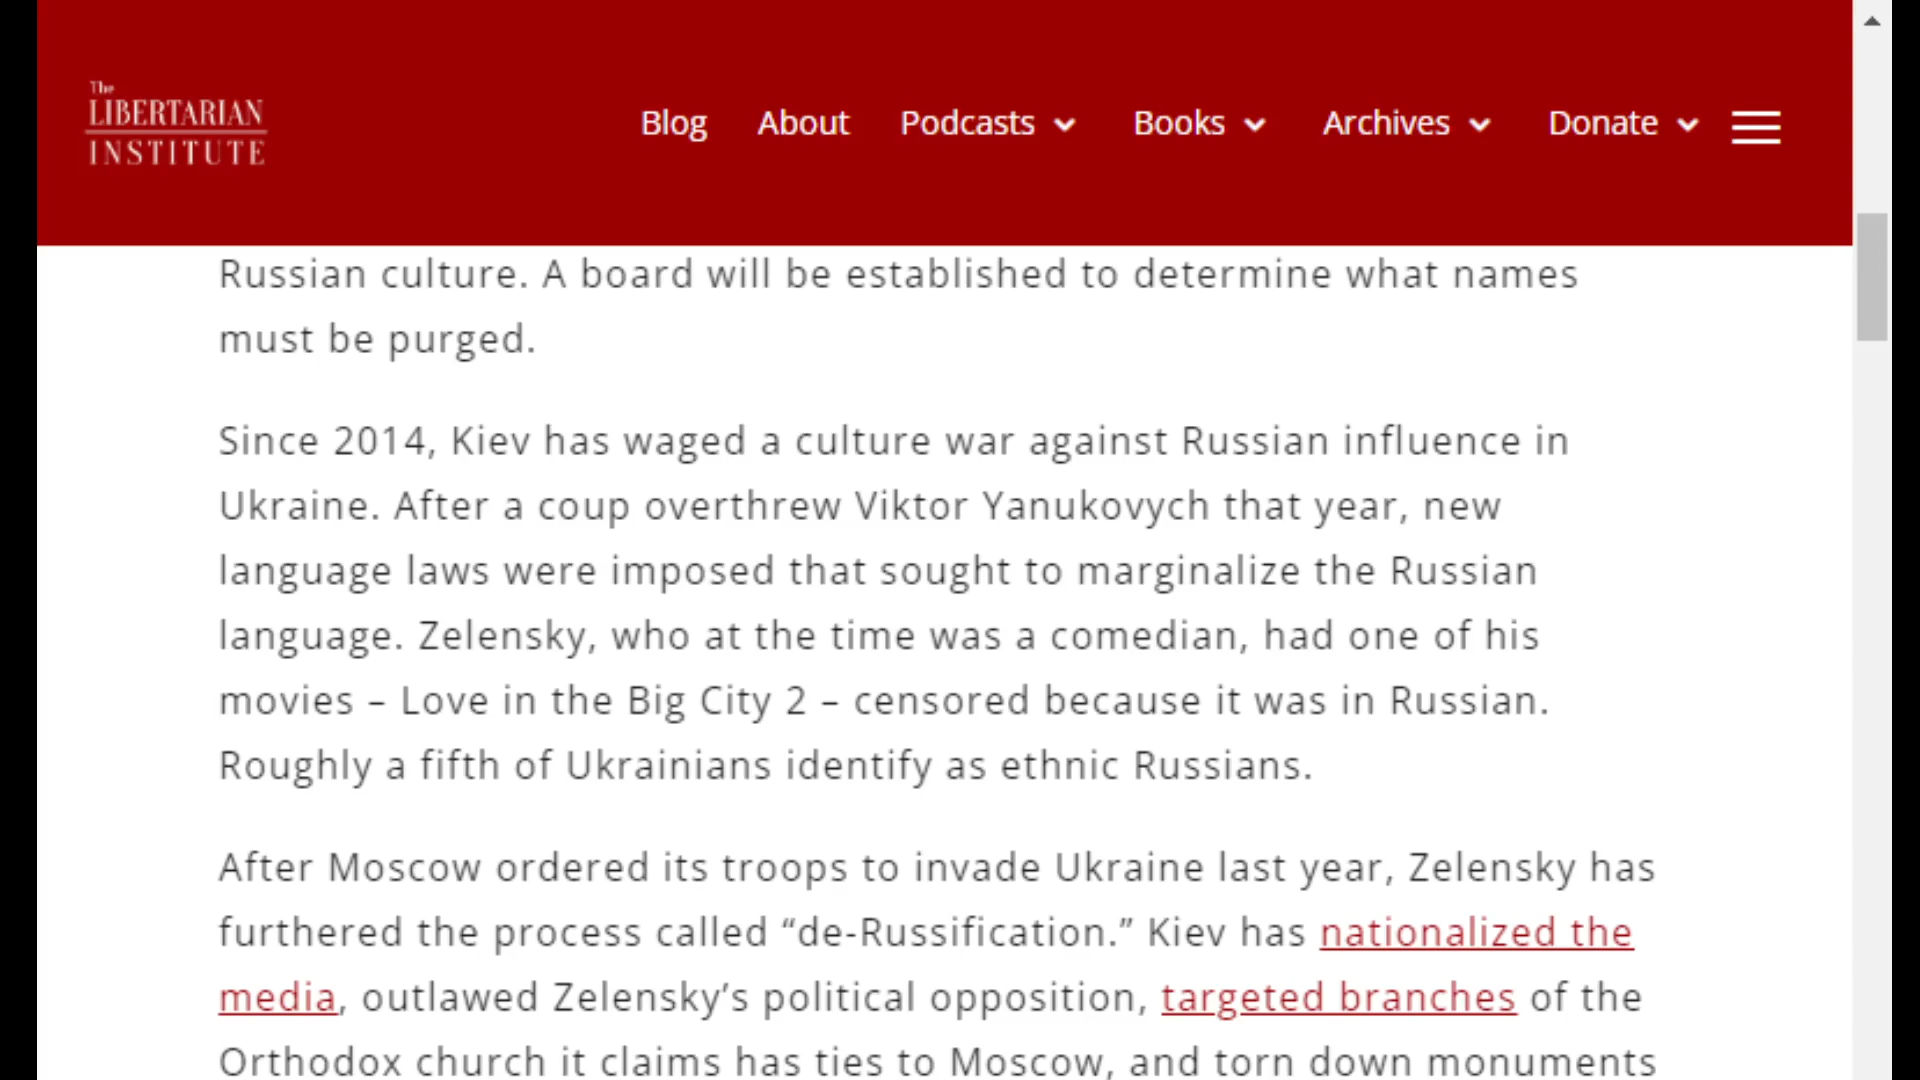 The
LIBERTARIAN
INSTITUTE
Blog About Podcasts Books Archives Donate
Russian culture. A board will be established to determine what names
must be purged.
Since 2014, Kiev has waged a culture war against Russian influence in
Ukraine. After a coup overthrew Viktor Yanukovych that year, new
language laws were imposed that sought to marginalize the Russian
language. Zelensky, who at the time was a comedian, had one of his
movies – Love in the Big City 2 – censored because it was in Russian.
Roughly a fifth of Ukrainians identify as ethnic Russians.
After Moscow ordered its troops to invade Ukraine last year, Zelensky has
furthered the process called “de-Russification.” Kiev has nationalized the
media, outlawed Zelensky’s political opposition, targeted branches of the
Orthodox church it claims has ties to Moscow, and torn down monuments